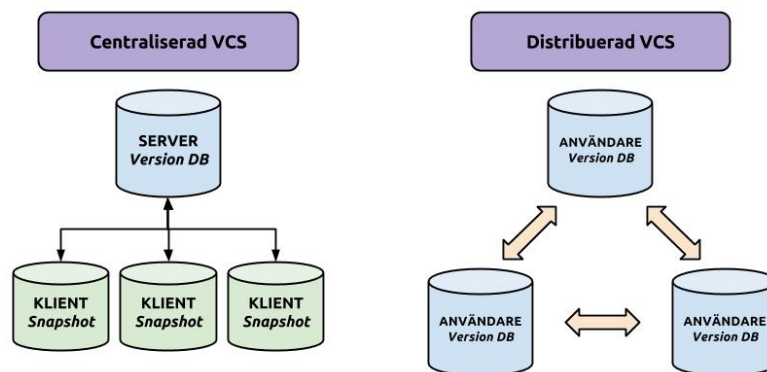 Centraliserad VCS
SERVER
Version DB
KLIENT
Snapshot
KLIENT
Snapshot
KLIENT
Snapshot
Distribuerad VCS
ANVÄNDARE
Version DB
ANVÄNDARE
Version DB
ANVÄNDARE
Version DB